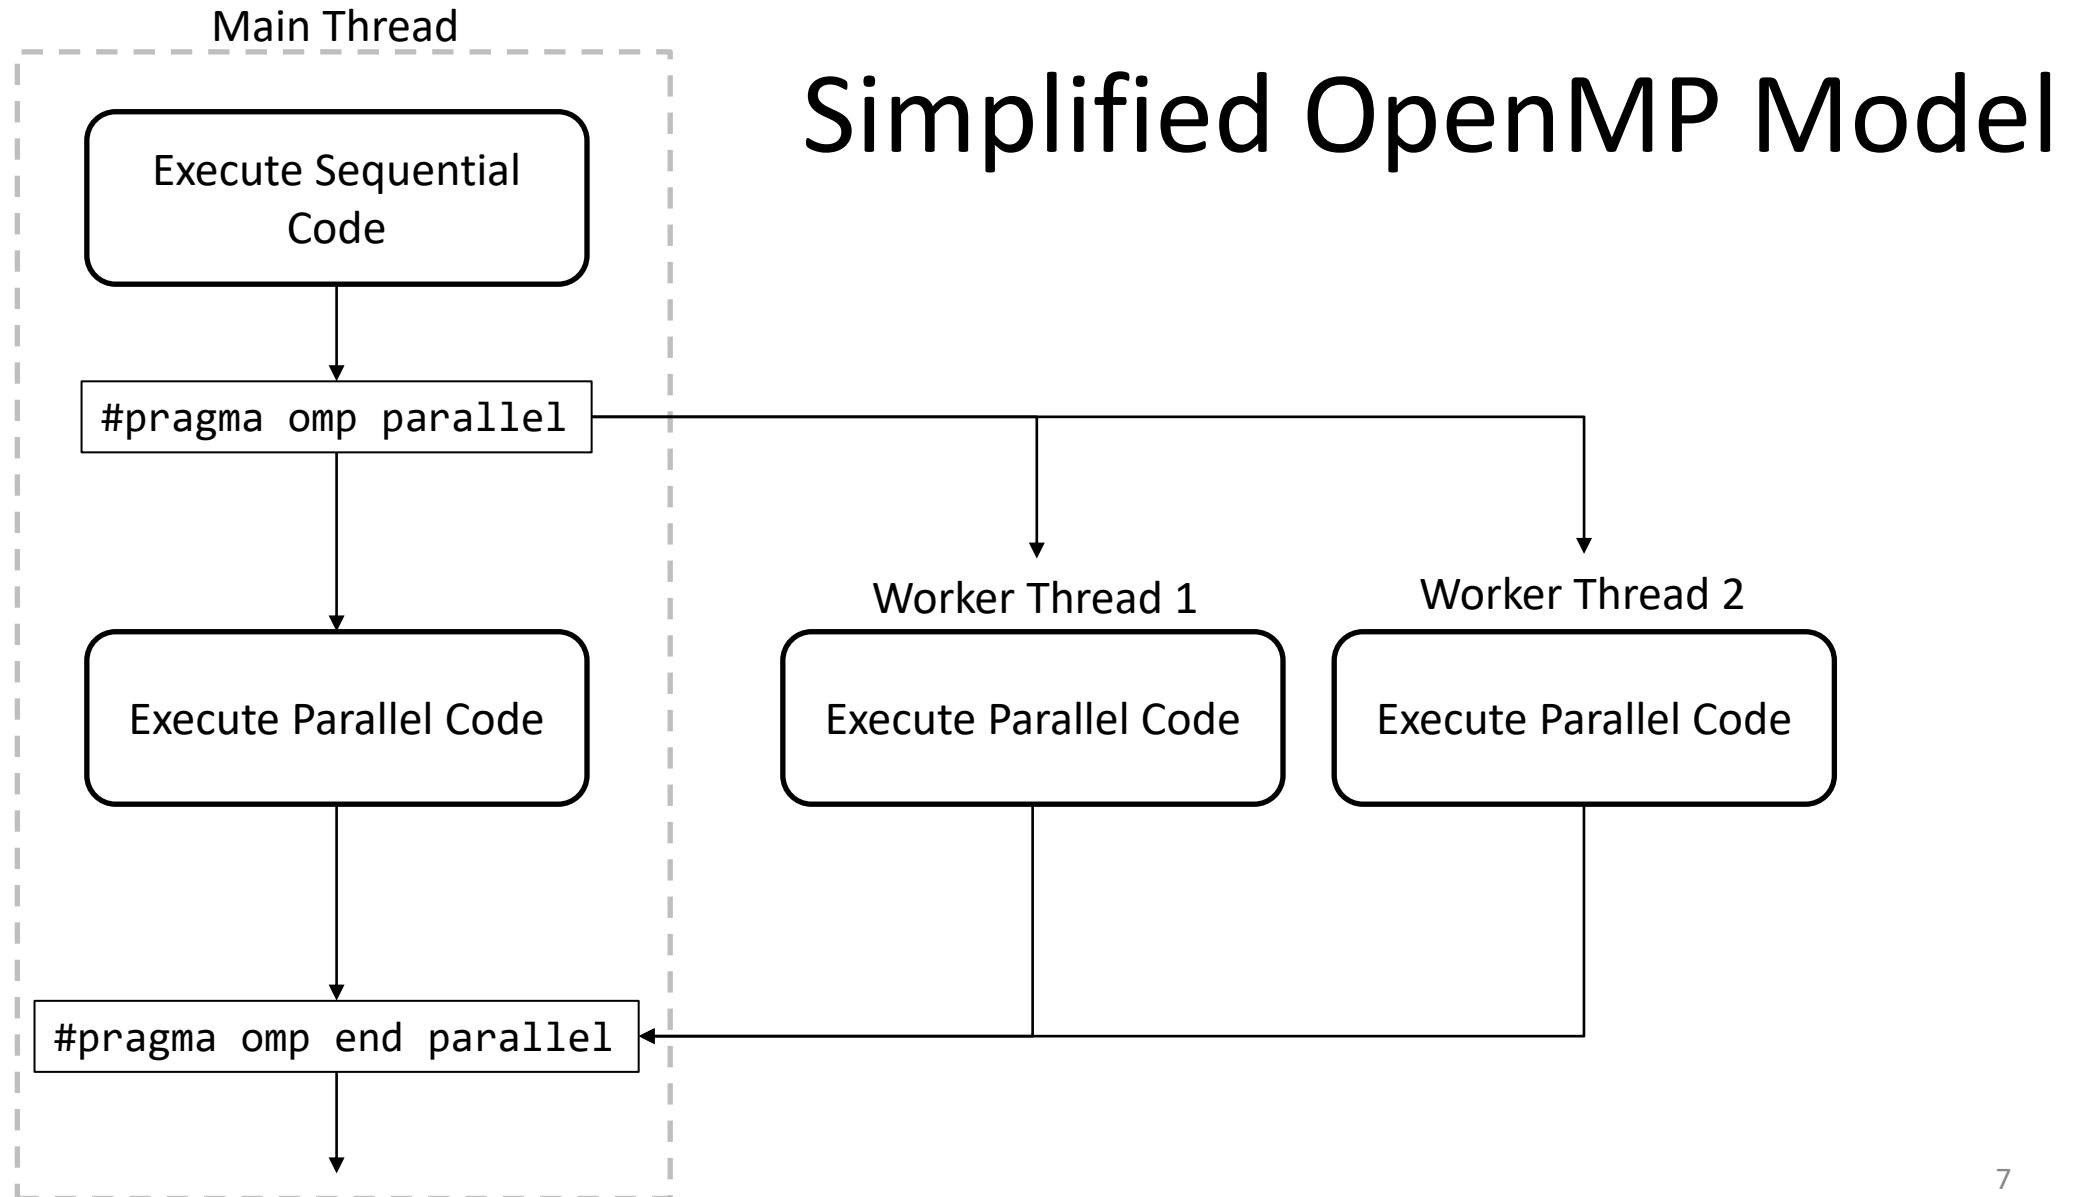 Main Thread
Simplified OpenMP Model
Execute Sequential
Code
#pragma omp parallel
Worker Thread 1
Worker Thread 2
Execute Parallel Code
Execute Parallel Code
Execute Parallel Code
#pragma omp end parallel
7